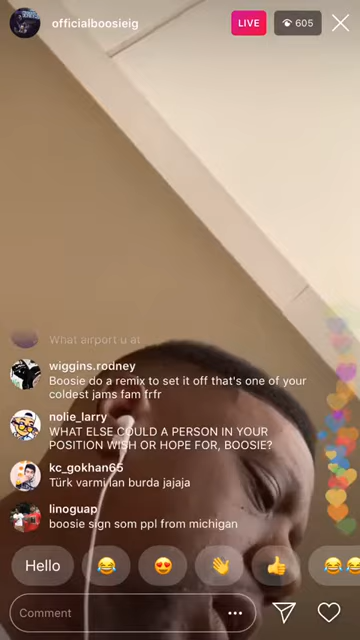 officialboosieig
LIVE
605
What airport u at
wiggins.rodney
Boosie do a remix to set it off that's one of your
coldest jams fam frfr
nolie_larry
WHAT ELSE COULD A PERSON IN YOUR
POSITION WISH OR HOPE FOR, BOOSIE?
kc_gokhan65
Türk varmi lan burda jajaja
linoguap
boosie sign som ppl from michigan
Hello
Comment